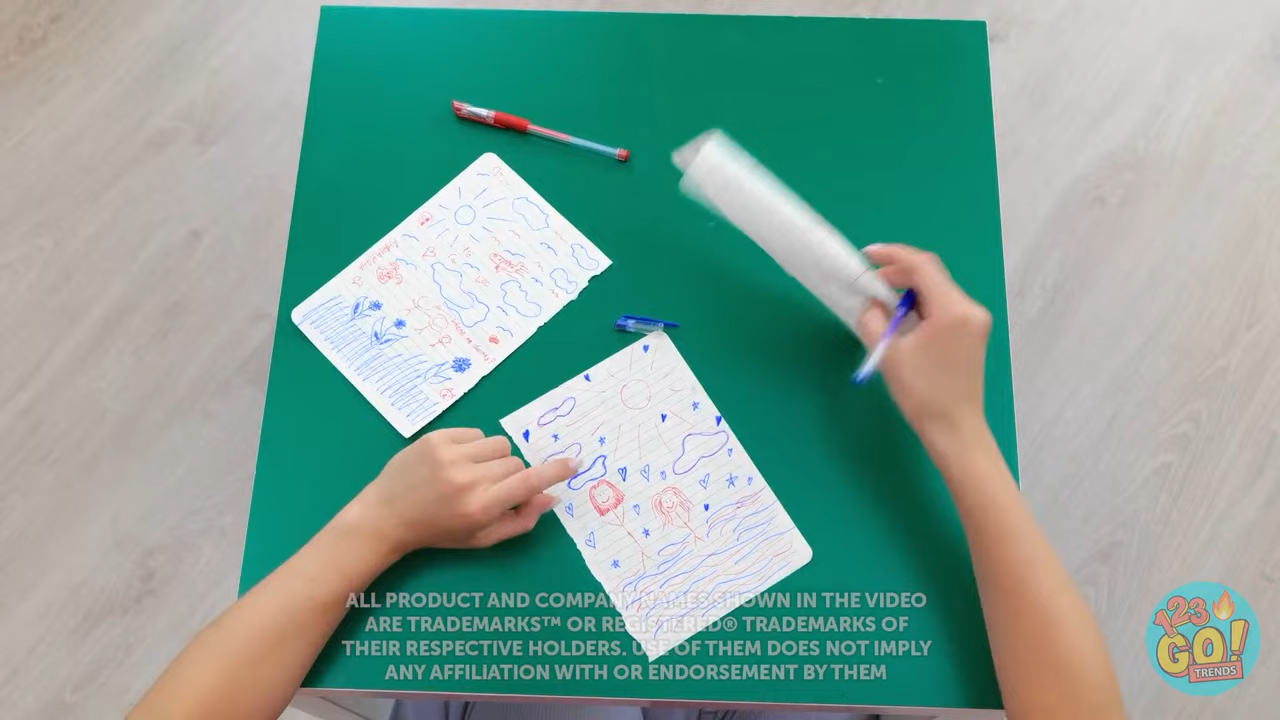 ALL PRODUCT AND COMPANY NAMES SHOWN IN THE VIDEO
ARE TRADEMARKS™ OR REGISTERED® TRADEMARKS OF
THEIR RESPECTIVE HOLDERS. USE OF THEM DOES NOT IMPLY
ANY AFFILIATION WITH OR ENDORSEMENT BY THEM
123
GO!
TRENDS